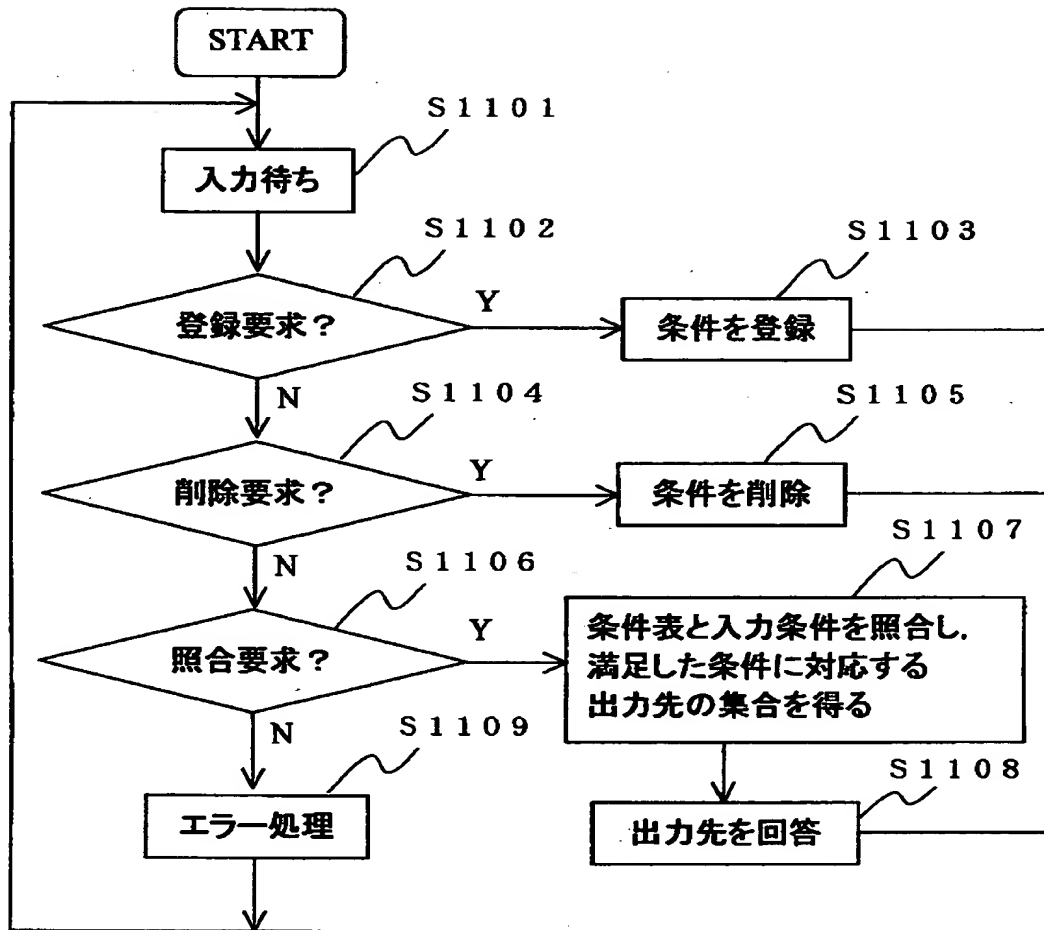 START
S1101
入力待ち
S1102
登録要求？
Y
S1103
条件を登録
N
S1104
削除要求？
Y
S1105
条件を削除
N
S1106
照合要求？
Y
S1107
条件表と入力条件を照合し、
満足した条件に対応する
出力先の集合を得る
N
S1109
エラー処理
S1108
出力先を回答